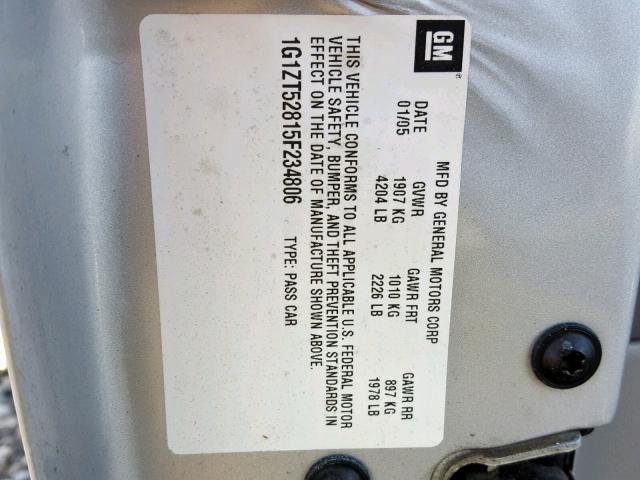 GM
MFD BY GENERAL MOTORS CORP
DATE GVWR GAWR FRT GAWR RR
01/05 1907 KG 1010 KG 897 KG
4204 LB 2226 LB 1978 LB
THIS VEHICLE CONFORMS TO ALL APPLICABLE U.S. FEDERAL MOTOR
VEHICLE SAFETY, BUMPER, AND THEFT PREVENTION STANDARDS IN
EFFECT ON THE DATE OF MANUFACTURE SHOWN ABOVE.
1G1ZT52815F234806 TYPE: PASS CAR